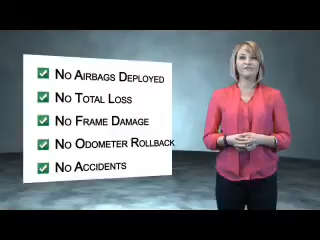 No Airbags Deployed
No Total Loss
No Frame Damage
No Odometer Rollback
No Accidents